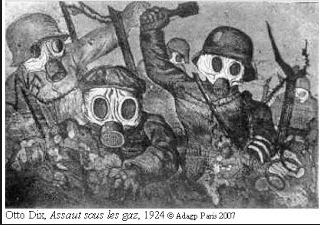 Otto Dix, Assaut sous les gaz, 1924 © Adagp Paris 2007